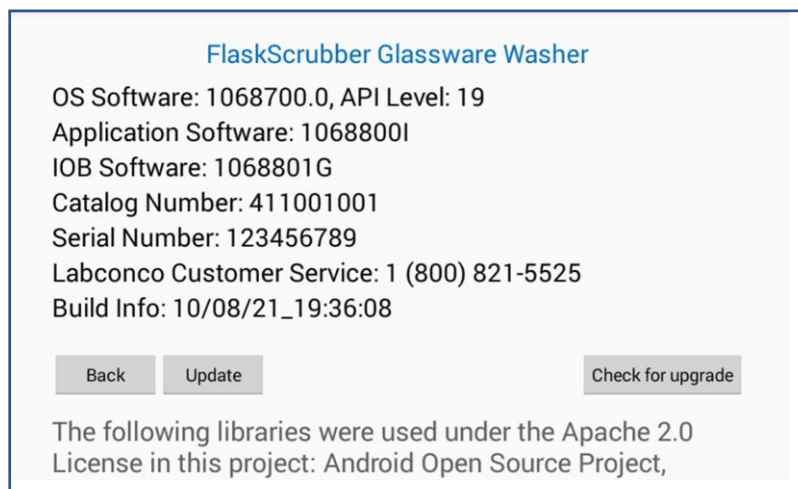 FlaskScrubber Glassware Washer
OS Software: 1068700.0, API Level: 19
Application Software: 1068800I
IOB Software: 1068801G
Catalog Number: 411001001
Serial Number: 123456789
Labconco Customer Service: 1 (800) 821-5525
Build Info: 10/08/21_19:36:08
Back Update Check for upgrade
The following libraries were used under the Apache 2.0
License in this project: Android Open Source Project,